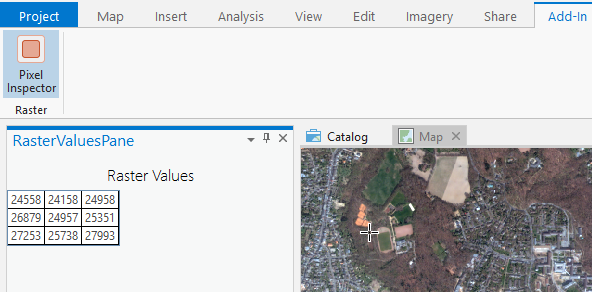 Project Map Insert Analysis View Edit Imagery Share Add-In
Pixel
Inspector
Raster
RasterValuesPane
Catalog
Map
Raster Values
24558 24158 24958
26879 24957 25351
27253 25738 27993